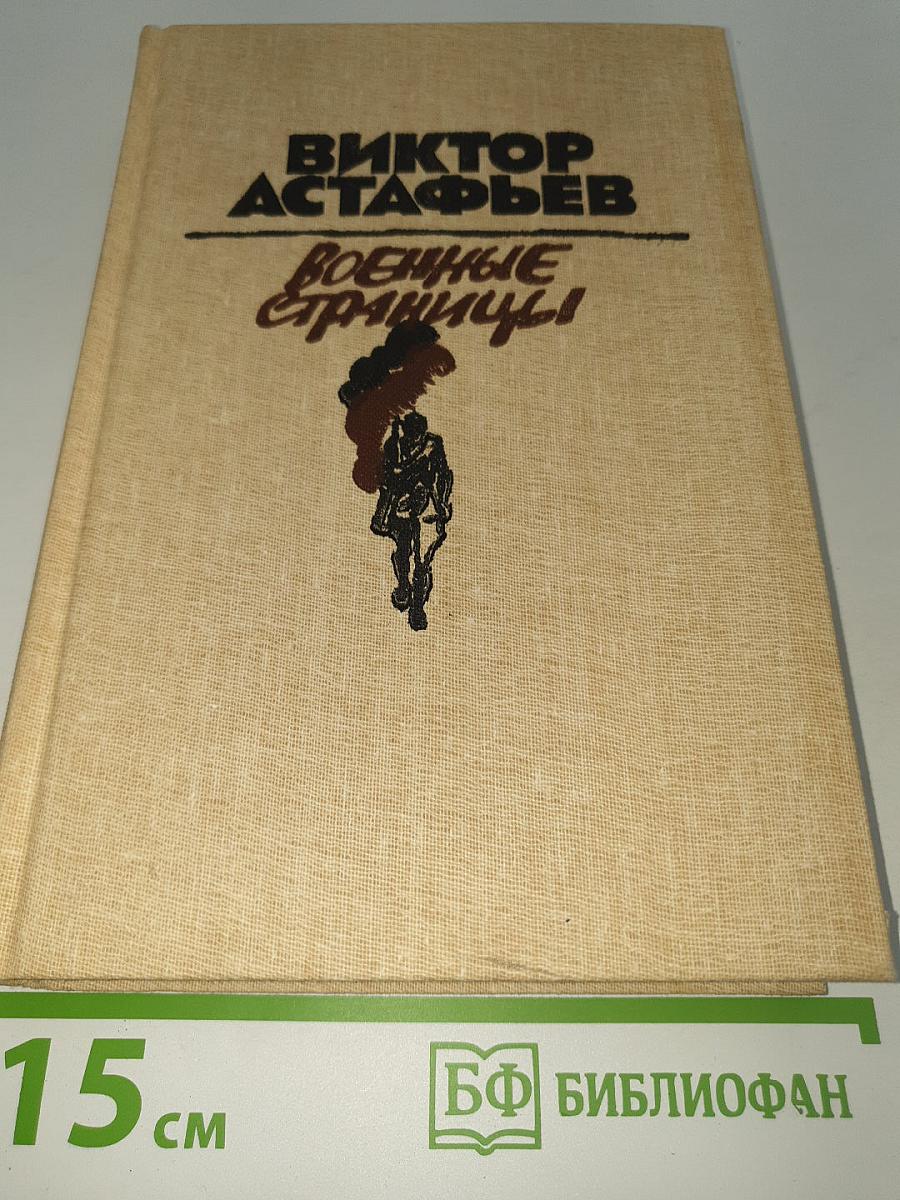 ВИКТОР
АСТАФЬЕВ
ВОЕННЫЕ
СТРАНИЦЫ
15 см
БФ БИБЛИОФАН